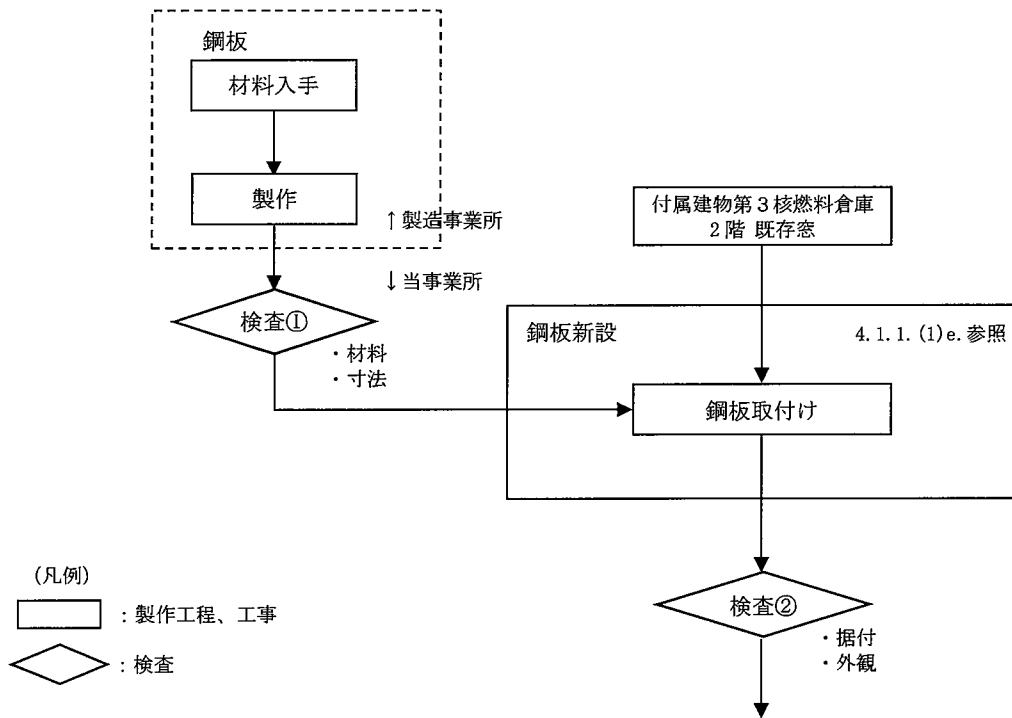 鋼板
材料入手
製作
↑製造事業所
↓当事業所
検査①
・材料
・寸法
付属建物第3核燃料倉庫
2階 既存窓
鋼板新設
4.1.1.(1)e.参照
鋼板取付け
検査②
・据付
・外観
(凡例)
：製作工程、工事
：検査